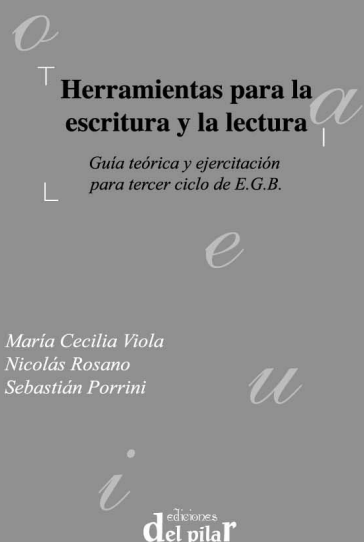 o
Herramientas para la
a
escritura y la lectura
Guía teórica y ejercitación
para tercer ciclo de E.G.B.
e
María Cecilia Viola
Nicolás Rosano
Sebastián Porrini
u
i
ediciones
del pilar